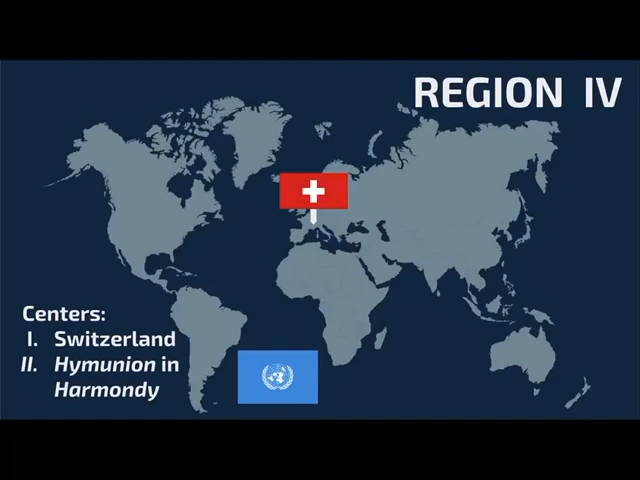 REGION IV
Centers:
I. Switzerland
II. Hymunion in
Harmondy